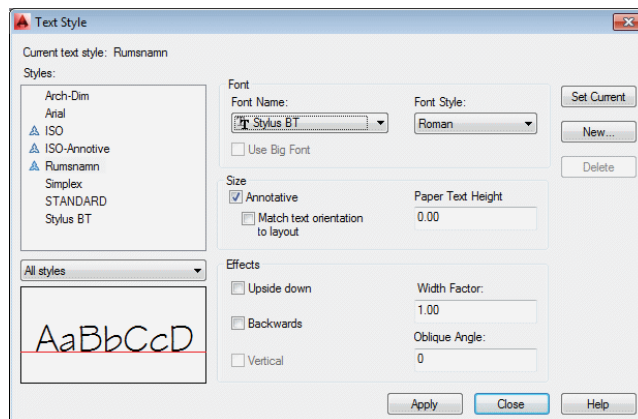 Text Style
Current text style: Rumsnamn
Styles:
Arch-Dim
Arial
ISO
ISO-Annotive
Rumsnamn
Simplex
STANDARD
Stylus BT
All styles
AaBbCcD
Font
Font Name:
Stylus BT
Use Big Font
Font Style:
Roman
Size
Annotative
Match text orientation
to layout
Paper Text Height
0.00
Effects
Upside down
Backwards
Vertical
Width Factor:
1.00
Oblique Angle:
0
Set Current
New...
Delete
Apply
Close
Help